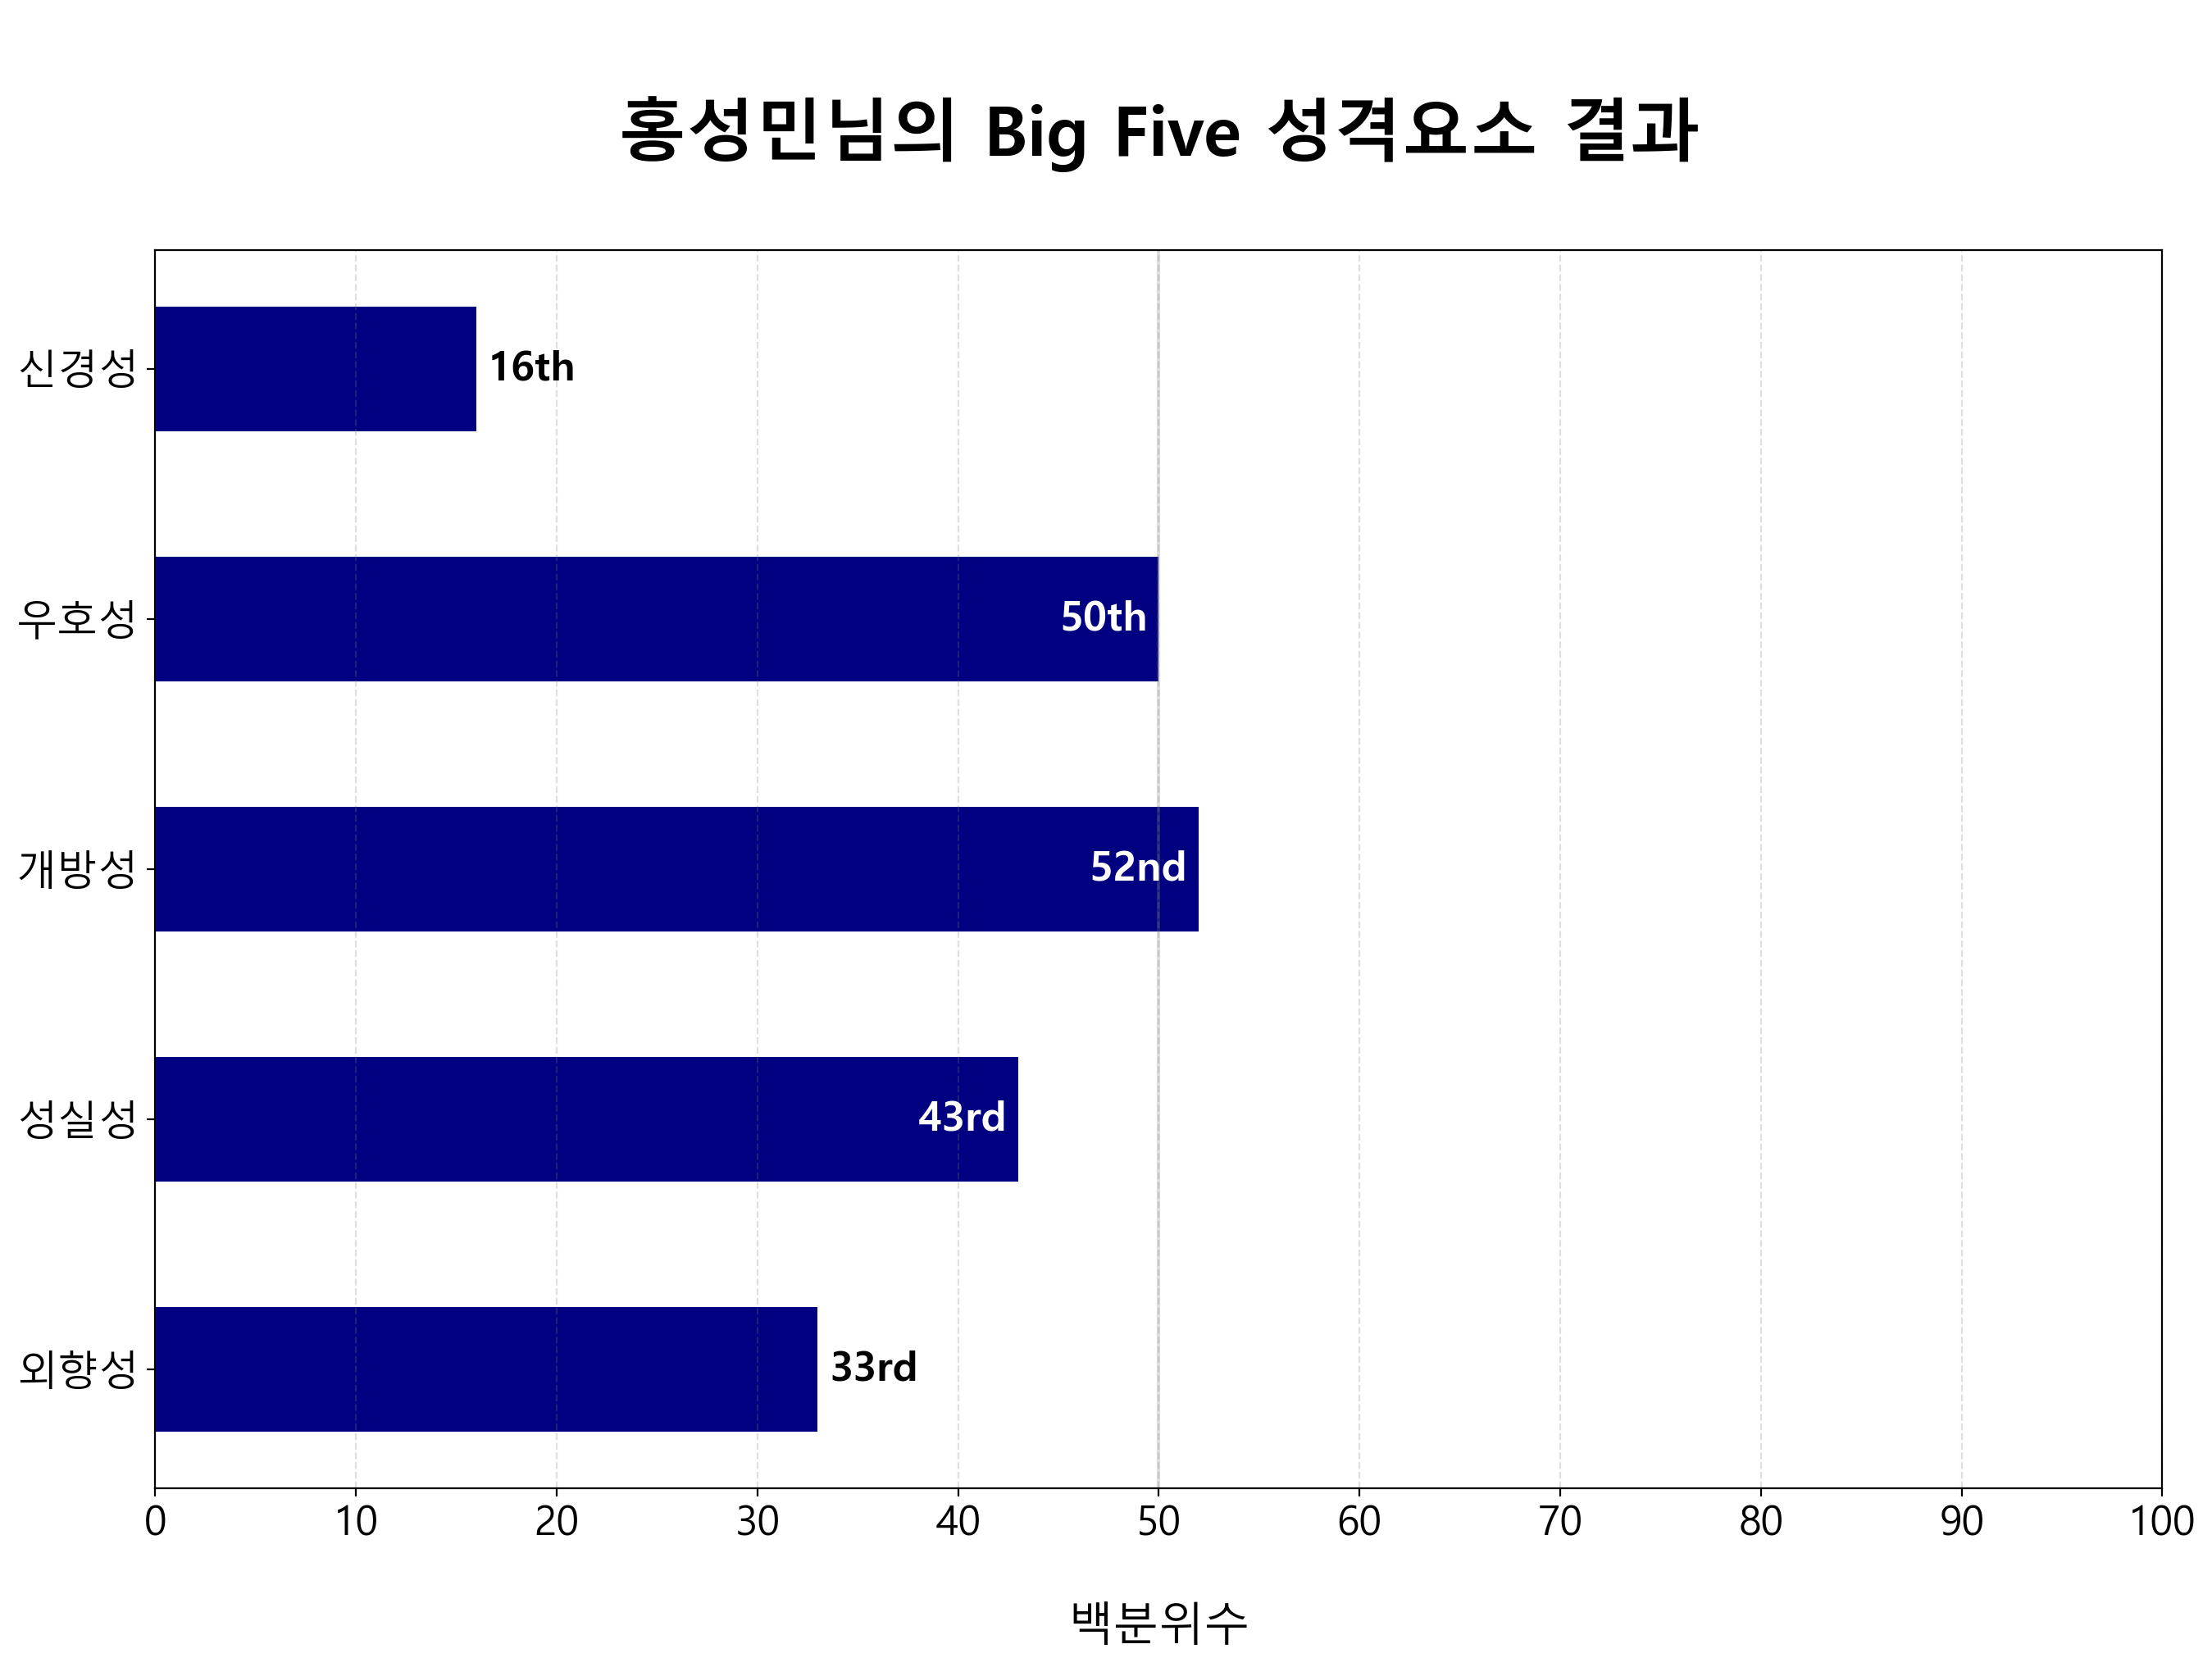 홍성민님의 Big Five 성격요소 결과
신경성 16th
우호성 50th
개방성 52nd
성실성 43rd
외향성 33rd
0 10 20 30 40 50 60 70 80 90 100
백분위수